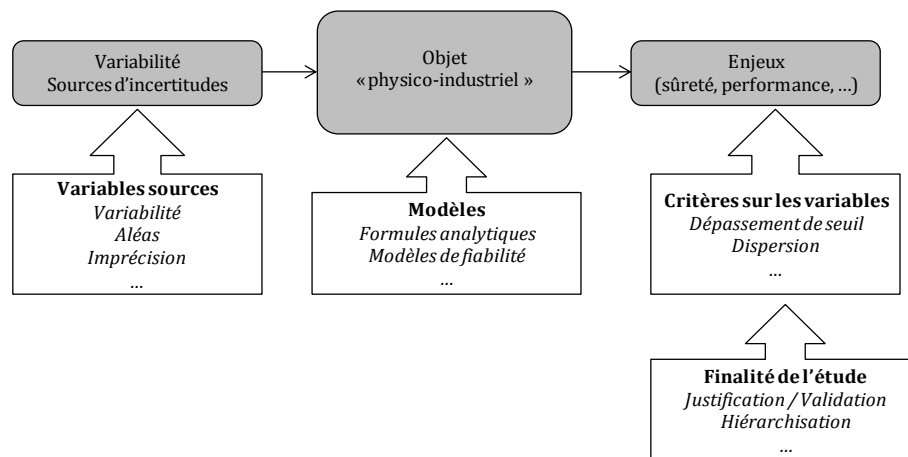 Variabilité
Sources d'incertitudes
Objet
« physico-industriel »
Enjeux
(sûreté, performance, ...)
Variables sources
Variabilité
Aléas
Imprécision
...
Modèles
Formules analytiques
Modèles de fiabilité
...
Critères sur les variables
Dépassement de seuil
Dispersion
...
Finalité de l'étude
Justification / Validation
Hiérarchisation
...